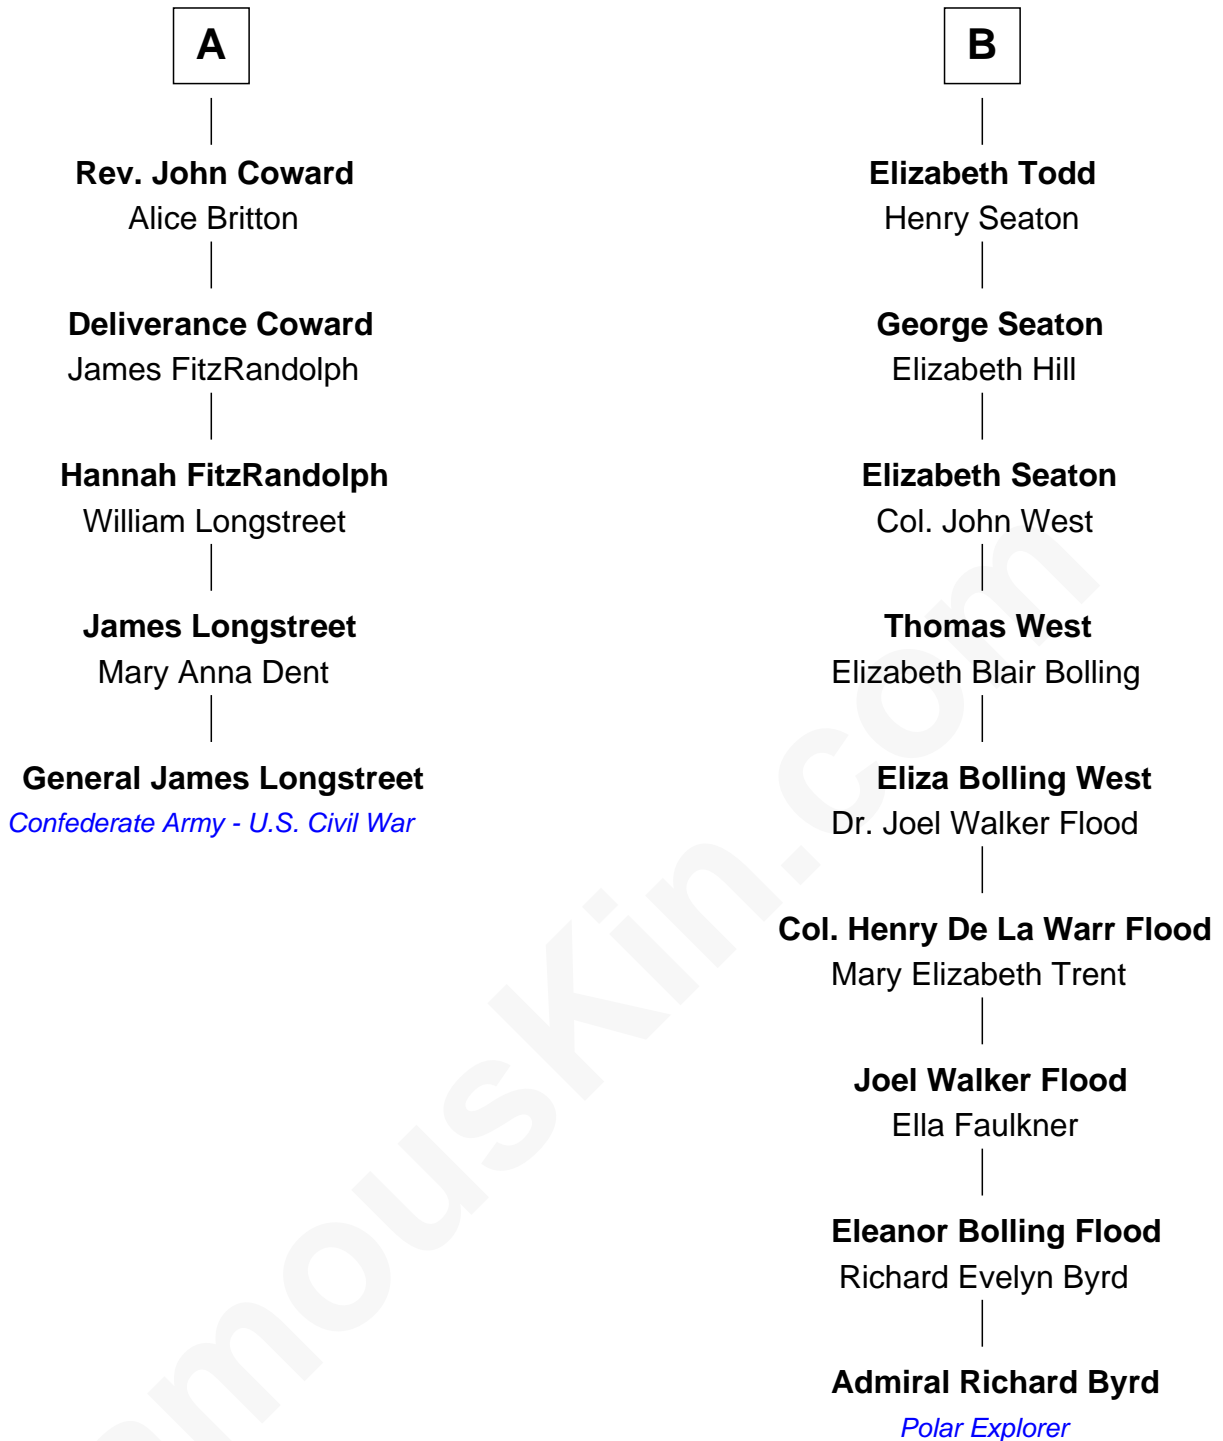 A
Rev. John Coward
Alice Britton
Deliverance Coward
James FitzRandolph
Hannah FitzRandolph
William Longstreet
James Longstreet
Mary Anna Dent
General James Longstreet
Confederate Army - U.S. Civil War
B
Elizabeth Todd
Henry Seaton
George Seaton
Elizabeth Hill
Elizabeth Seaton
Col. John West
Thomas West
Elizabeth Blair Bolling
Eliza Bolling West
Dr. Joel Walker Flood
Col. Henry De La Warr Flood
Mary Elizabeth Trent
Joel Walker Flood
Ella Faulkner
Eleanor Bolling Flood
Richard Evelyn Byrd
Admiral Richard Byrd
Polar Explorer
amouskin.com